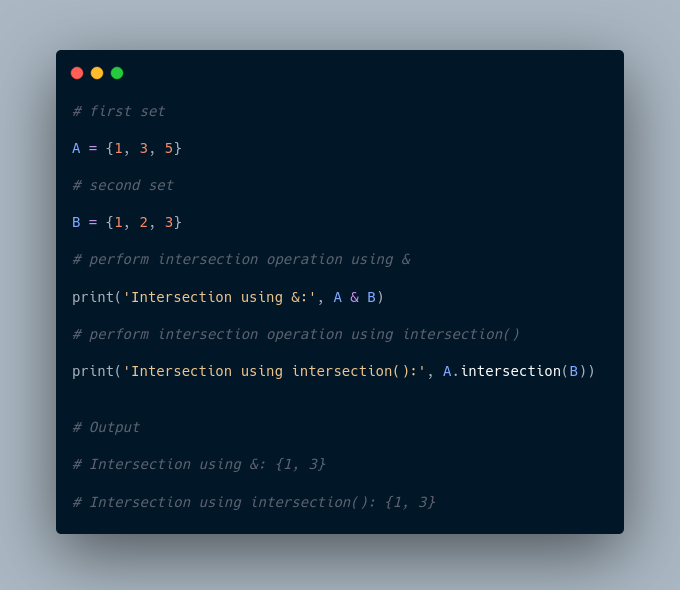 # first set
A = {1, 3, 5}
# second set
B = {1, 2, 3}
# perform intersection operation using &
print('Intersection using &:', A & B)
# perform intersection operation using intersection()
print('Intersection using intersection():', A.intersection(B))
# Output
# Intersection using &: {1, 3}
# Intersection using intersection(): {1, 3}